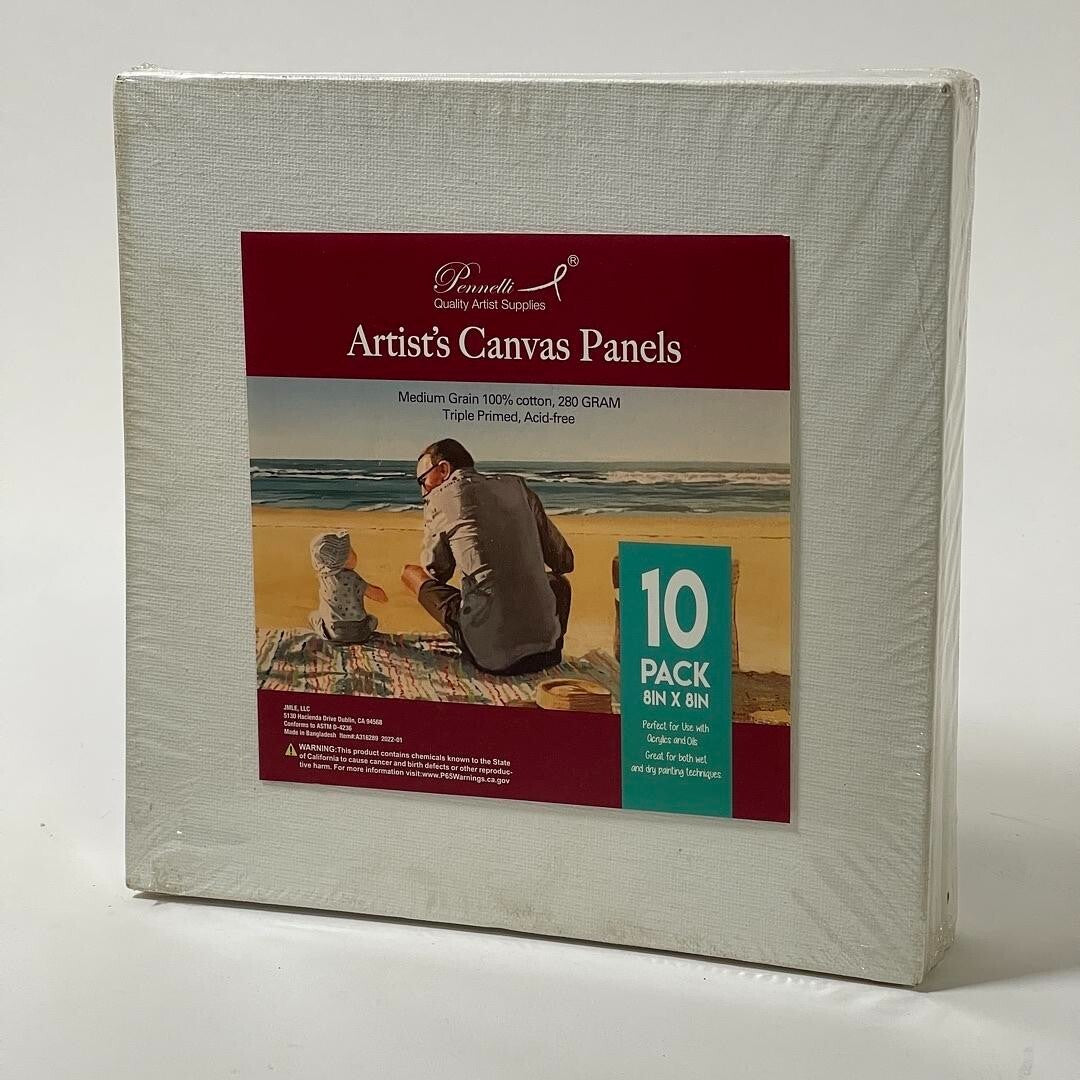 Pennelli ®
Quality Artist Supplies
Artist's Canvas Panels
Medium Grain 100% cotton, 280 GRAM
Triple Primed, Acid-free
10
PACK
8IN X 8IN
Perfect for Use with
Acrylics and Oils
Great for both wet
and dry painting techniques
JMLE, LLC
5130 Hacienda Drive Dublin, CA 94568
Conforms to ASTM D-4236
Made in Bangladesh Item#:A318289 2022-01
WARNING:This product contains chemicals known to the State
of California to cause cancer and birth defects or other reproduc-
tive harm. For more information visit:www.P65Warnings.ca.gov